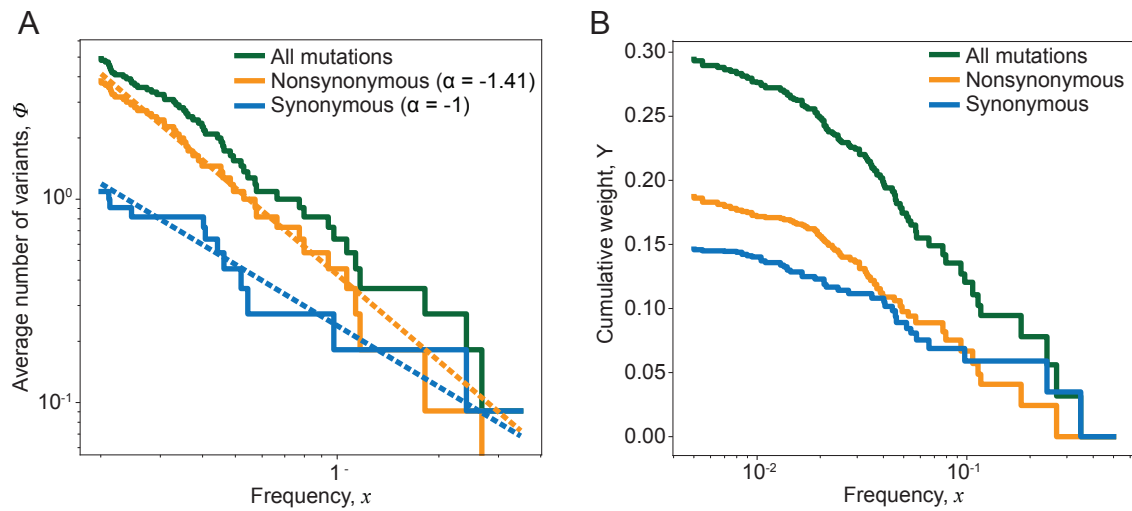 A
All mutations
Nonsynonymous (α = -1.41)
Synonymous (α = -1)
Average number of variants, Φ
10⁰
10⁻¹
1 -
Frequency, x
B
All mutations
Nonsynonymous
Synonymous
Cumulative weight, Y
0.30
0.25
0.20
0.15
0.10
0.05
0.00
10⁻²
10⁻¹
Frequency, x